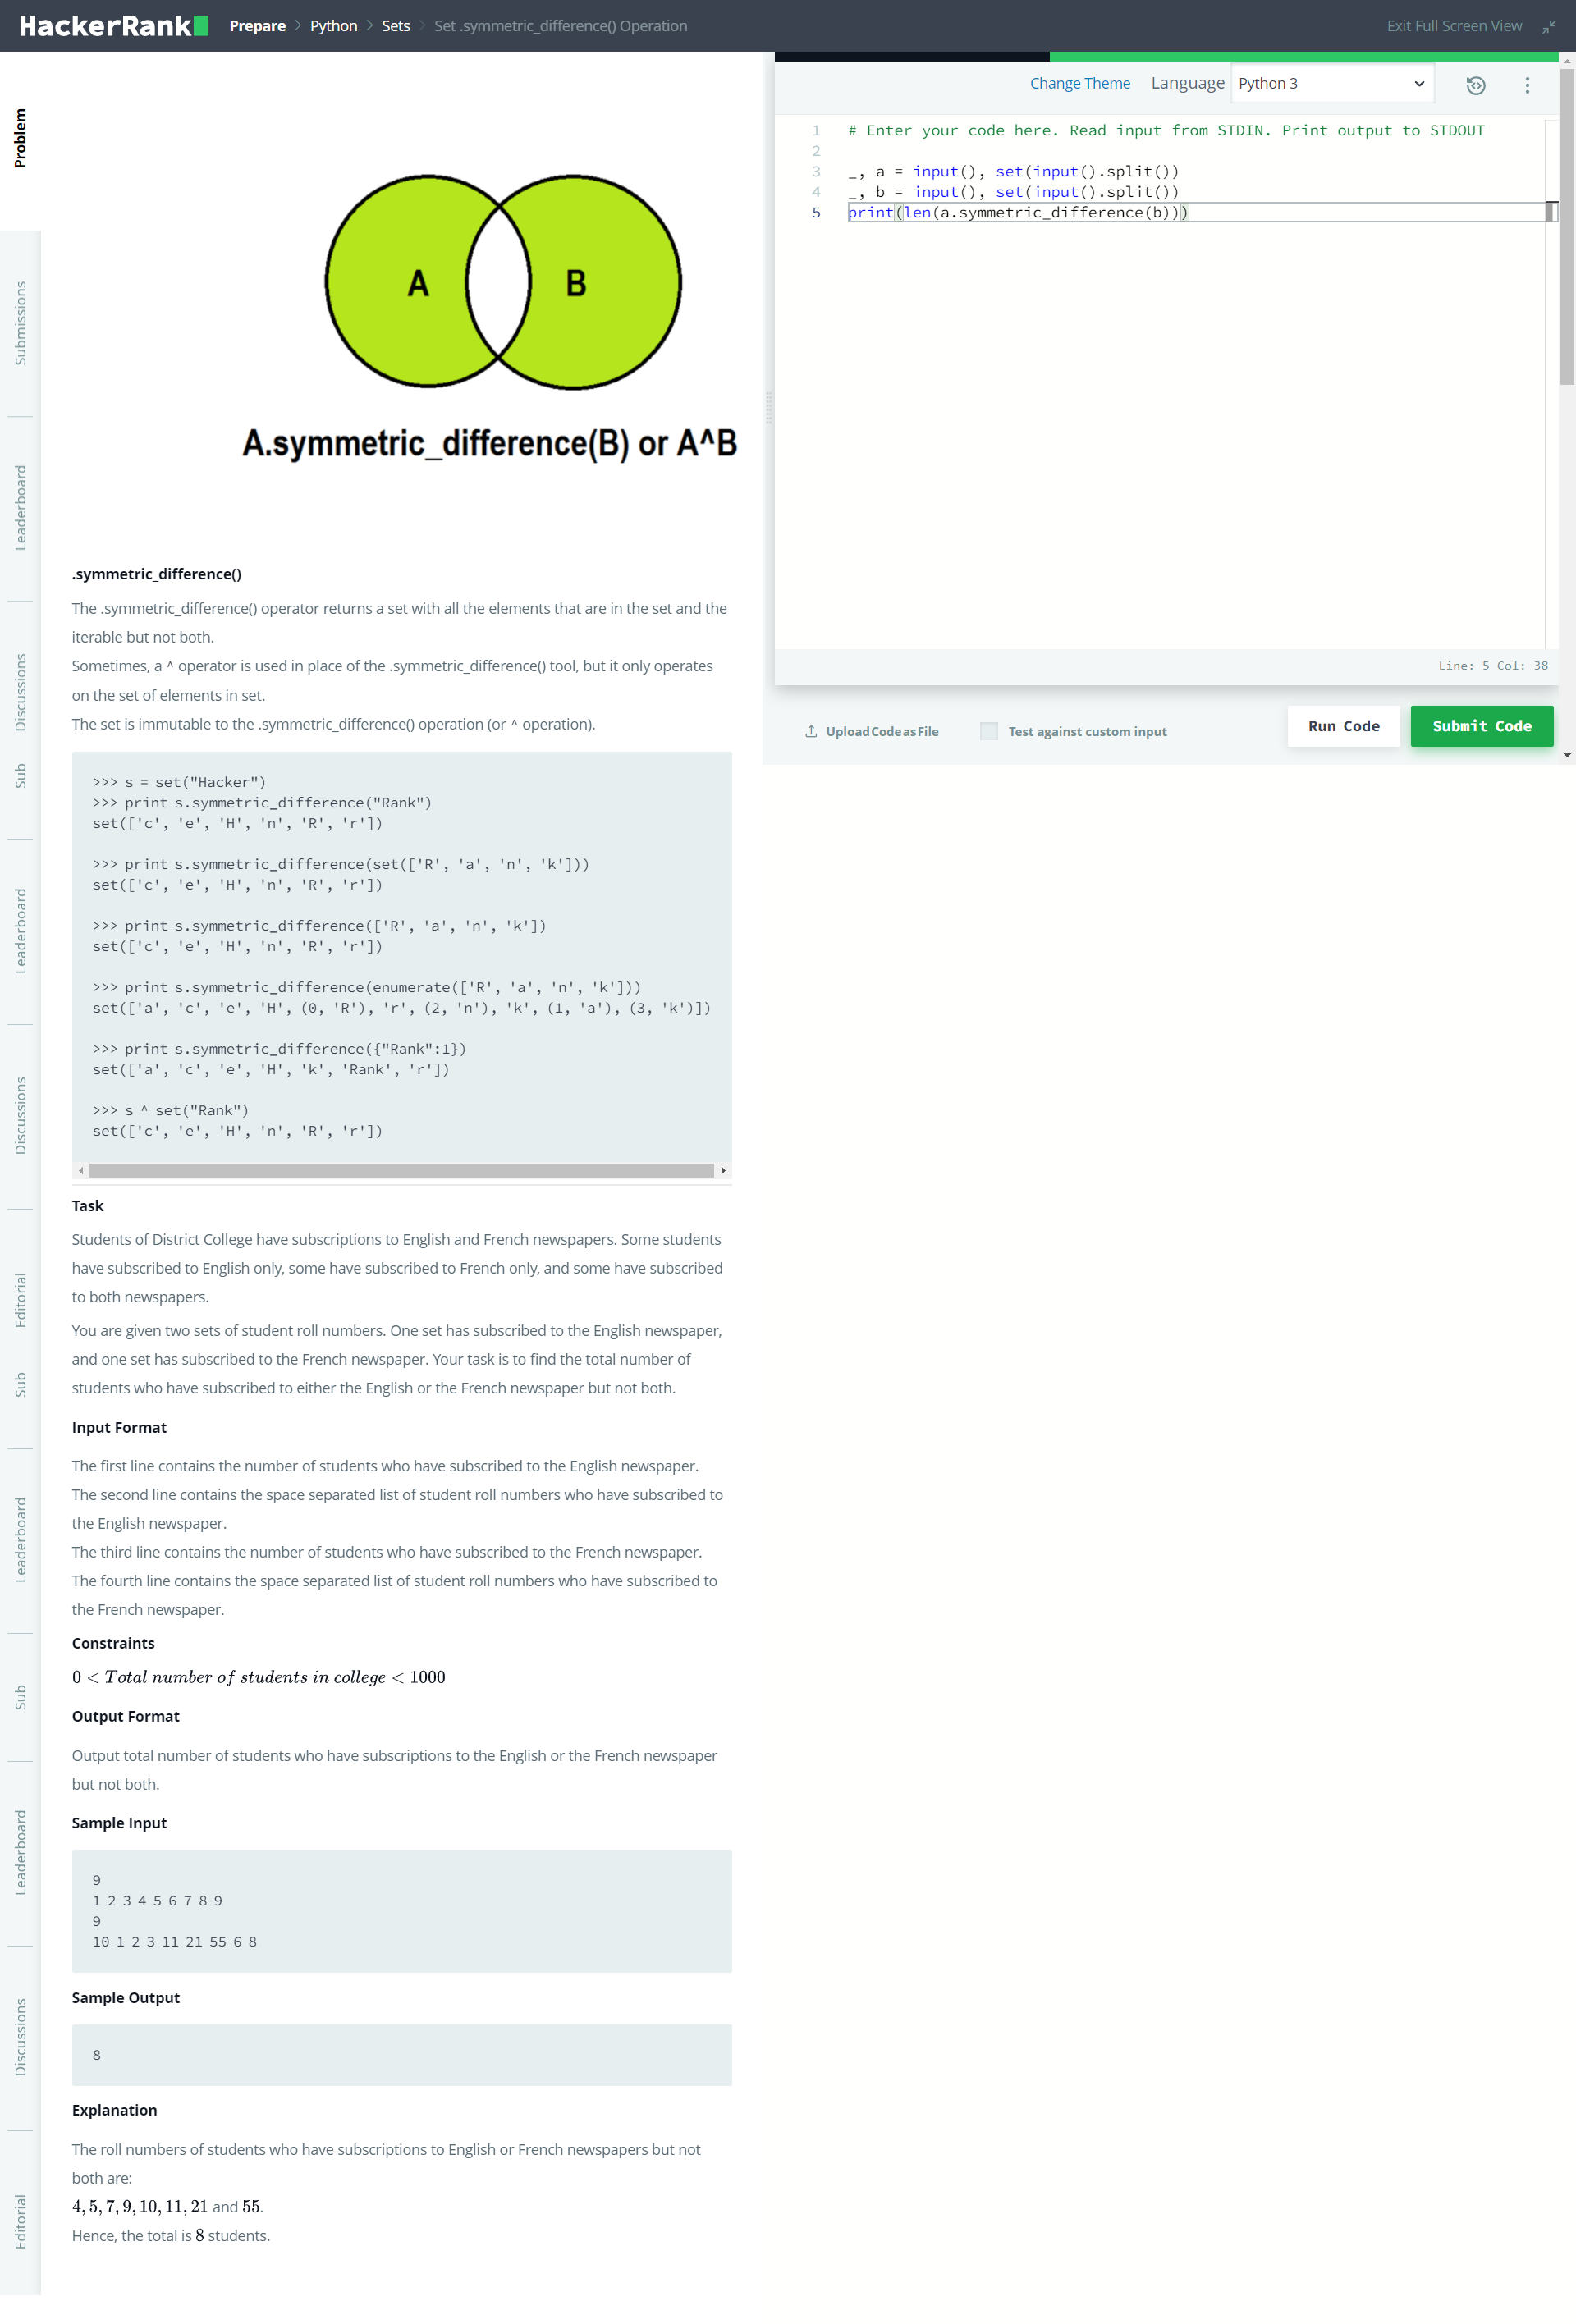 HackerRank
Prepare > Python > Sets > Set .symmetric_difference() Operation
Exit Full Screen View
Problem
Submissions
Leaderboard
Discussions
Sub
Leaderboard
Discussions
Editorial
Sub
Leaderboard
Sub
Leaderboard
Discussions
Editorial
A
B
A.symmetric_difference(B) or A^B
.symmetric_difference()
The .symmetric_difference() operator returns a set with all the elements that are in the set and the
iterable but not both.
Sometimes, a ^ operator is used in place of the .symmetric_difference() tool, but it only operates
on the set of elements in set.
The set is immutable to the .symmetric_difference() operation (or ^ operation).
>>> s = set("Hacker")
>>> print s.symmetric_difference("Rank")
set(['c', 'e', 'H', 'n', 'R', 'r'])
>>> print s.symmetric_difference(set(['R', 'a', 'n', 'k']))
set(['c', 'e', 'H', 'n', 'R', 'r'])
>>> print s.symmetric_difference(['R', 'a', 'n', 'k'])
set(['c', 'e', 'H', 'n', 'R', 'r'])
>>> print s.symmetric_difference(enumerate(['R', 'a', 'n', 'k']))
set(['a', 'c', 'e', 'H', (0, 'R'), 'r', (2, 'n'), 'k', (1, 'a'), (3, 'k')])
>>> print s.symmetric_difference({"Rank":1})
set(['a', 'c', 'e', 'H', 'k', 'Rank', 'r'])
>>> s ^ set("Rank")
set(['c', 'e', 'H', 'n', 'R', 'r'])
Task
Students of District College have subscriptions to English and French newspapers. Some students
have subscribed to English only, some have subscribed to French only, and some have subscribed
to both newspapers.
You are given two sets of student roll numbers. One set has subscribed to the English newspaper,
and one set has subscribed to the French newspaper. Your task is to find the total number of
students who have subscribed to either the English or the French newspaper but not both.
Input Format
The first line contains the number of students who have subscribed to the English newspaper.
The second line contains the space separated list of student roll numbers who have subscribed to
the English newspaper.
The third line contains the number of students who have subscribed to the French newspaper.
The fourth line contains the space separated list of student roll numbers who have subscribed to
the French newspaper.
Constraints
0 < Total number of students in college < 1000
Output Format
Output total number of students who have subscriptions to the English or the French newspaper
but not both.
Sample Input
9
1 2 3 4 5 6 7 8 9
9
10 1 2 3 11 21 55 6 8
Sample Output
8
Explanation
The roll numbers of students who have subscriptions to English or French newspapers but not
both are:
4, 5, 7, 9, 10, 11, 21 and 55.
Hence, the total is 8 students.
Change Theme Language Python 3
1 # Enter your code here. Read input from STDIN. Print output to STDOUT
2
3 _, a = input(), set(input().split())
4 _, b = input(), set(input().split())
5 print(len(a.symmetric_difference(b)))
Line: 5 Col: 38
Upload Code as File
Test against custom input
Run Code
Submit Code